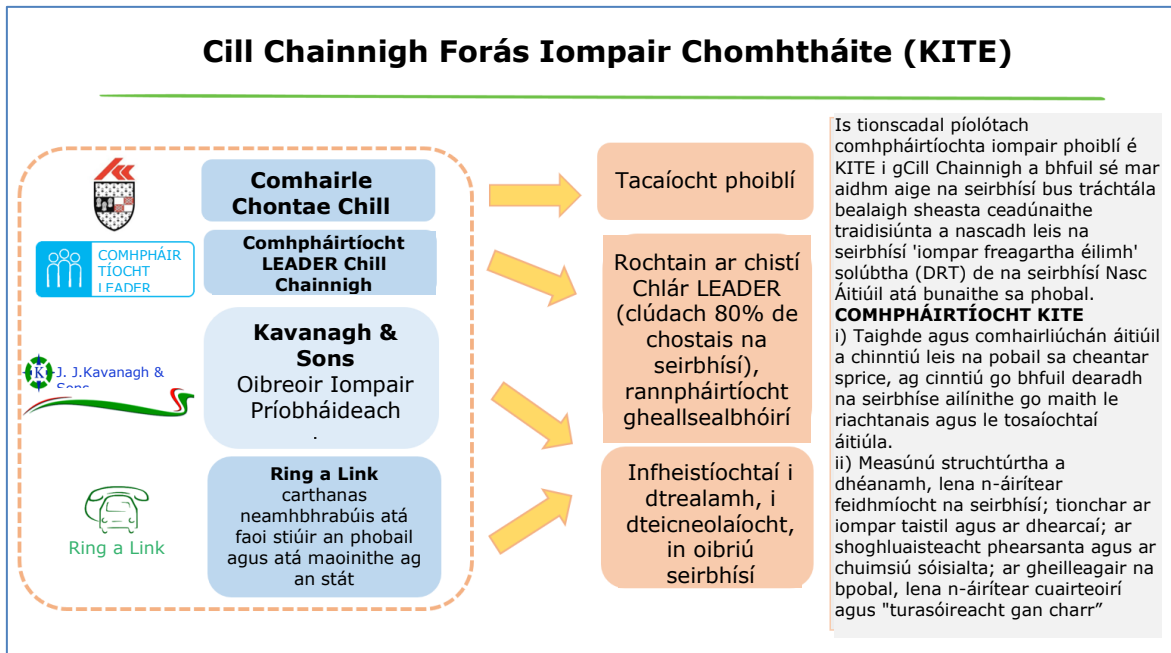 Cill Chainnigh Forás Iompair Chomhtháite (KITE)
Comhairle
Chontae Chill
COMHPHÁIR
TÍOCHT
LEADER
Comhpháirtíocht
LEADER Chill
Chainnigh
K J. J.Kavanagh &
Sons
Kavanagh &
Sons
Oibreoir Iompair
Príobháideach
.
Ring a Link
Ring a Link
carthanas
neamhbhrabúis atá
faoi stiúir an phobail
agus atá maoinithe ag
an stát
Tacaíocht phoiblí
Rochtain ar chistí
Chlár LEADER
(clúdach 80% de
chostais na
seirbhísí),
rannpháirtíocht
gheallsealbhóirí
Infheistíochtaí i
dtrealamh, i
dteicneolaíocht,
in oibriú
seirbhísí
Is tionscadal píolótach
comhpháirtíochta iompair phoiblí é
KITE i gCill Chainnigh a bhfuil sé mar
aidhm aige na seirbhísí bus tráchtála
bealaigh sheasta ceadúnaithe
traidisiúnta a nascadh leis na
seirbhísí 'iompar freagartha éilimh'
solúbtha (DRT) de na seirbhísí Nasc
Áitiúil atá bunaithe sa phobal.
COMHPHÁIRTÍOCHT KITE
i) Taighde agus comhairliúchán áitiúil
a chinntiú leis na pobail sa cheantar
sprice, ag cinntiú go bhfuil dearadh
na seirbhíse ailínithe go maith le
riachtanais agus le tosaíochtaí
áitiúla.
ii) Measúnú struchtúrtha a
dhéanamh, lena n-áirítear
feidhmíocht na seirbhísí; tionchar ar
iompar taistil agus ar dhearcaí; ar
shoghluaisteacht phearsanta agus ar
chuimsiú sóisialta; ar gheilleagair na
bpobal, lena n-áirítear cuairteoirí
agus "turasóireacht gan charr”